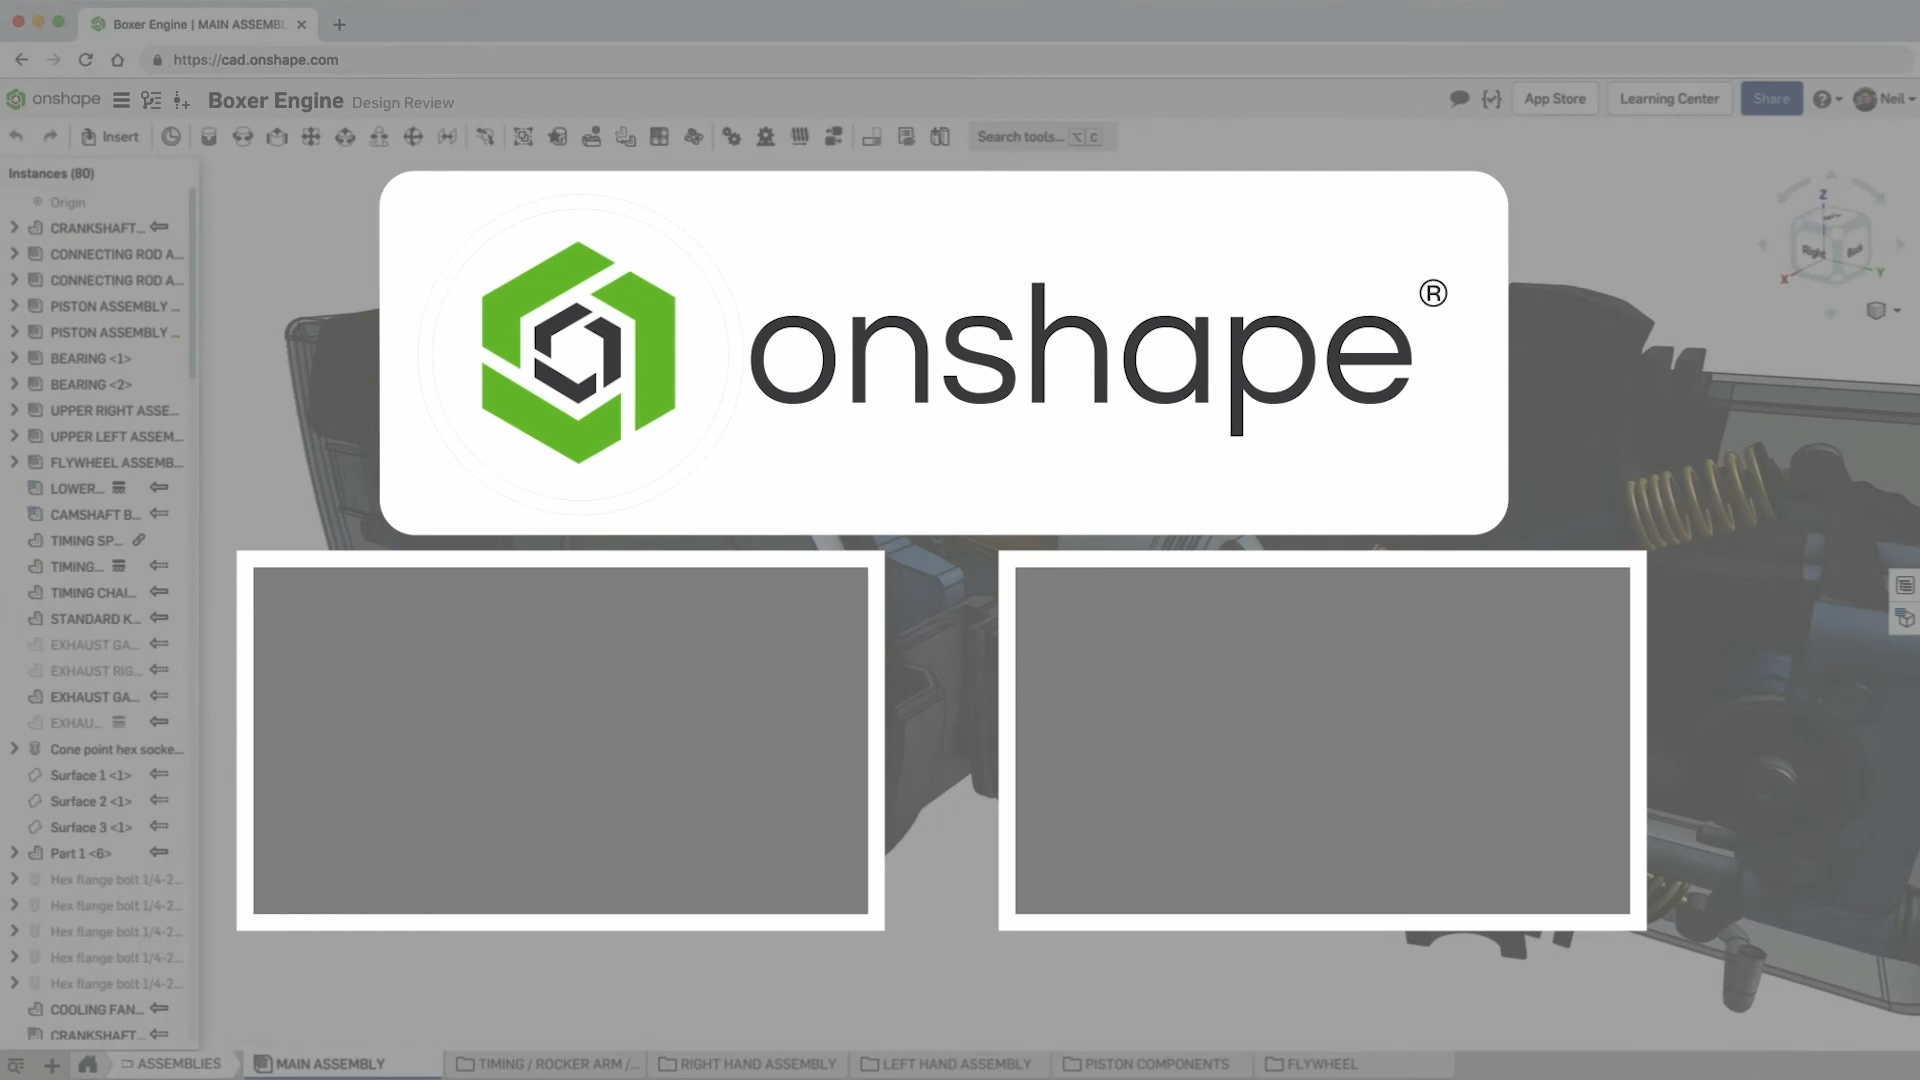 Boxer Engine | MAIN ASSEMBL
https://cad.onshape.com
onshape Boxer Engine Design Review
App Store Learning Center Share Neil
Insert Search tools... ⌥ C
Instances (80)
Origin
CRANKSHAFT...
CONNECTING ROD A...
CONNECTING ROD A...
PISTON ASSEMBLY ...
PISTON ASSEMBLY ...
BEARING <1>
BEARING <2>
UPPER RIGHT ASSE...
UPPER LEFT ASSEM...
FLYWHEEL ASSEMB...
LOWER...
CAMSHAFT B...
TIMING SP...
TIMING...
TIMING CHAI...
STANDARD K...
EXHAUST GA...
EXHAUST RIG...
EXHAUST GA...
EXHAU...
Cone point hex socke...
Surface 1 <1>
Surface 2 <1>
Surface 3 <1>
Part 1 <6>
Hex flange bolt 1/4-2...
Hex flange bolt 1/4-2...
Hex flange bolt 1/4-2...
Hex flange bolt 1/4-2...
Hex flange bolt 1/4-2...
COOLING FAN...
CRANKSHAFT...
onshape®
Z
Right Back
X Y
ASSEMBLIES MAIN ASSEMBLY TIMING / ROCKER ARM /... RIGHT HAND ASSEMBLY LEFT HAND ASSEMBLY PISTON COMPONENTS FLYWHEEL